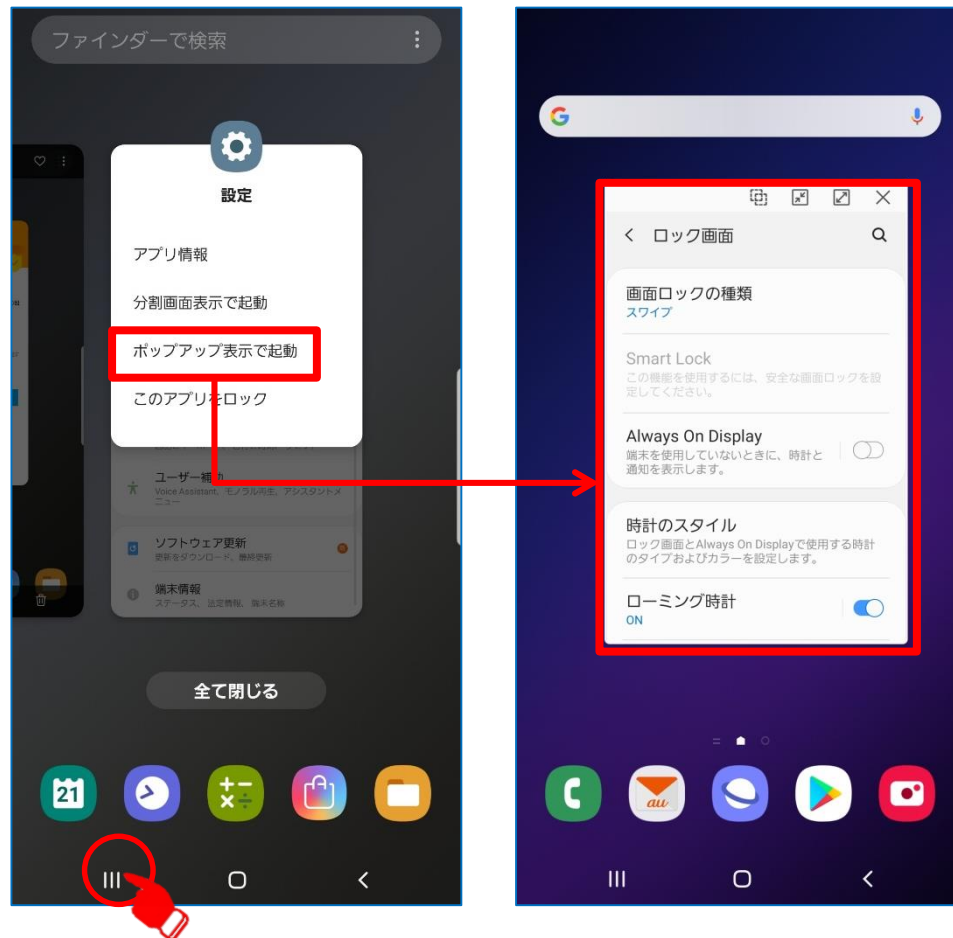 ファインダーで検索
設定
アプリ情報
分割画面表示で起動
ポップアップ表示で起動
このアプリをロック
ユーザー補助
Voice Assistant、モノラル再生、アシスタントメ
ニュー
ソフトウェア更新
更新をダウンロード、最終更新
端末情報
ステータス、法定情報、端末名称
全て閉じる
21
G
ロック画面
画面ロックの種類
スワイプ
Smart Lock
この機能を使用するには、安全な画面ロックを設
定してください。
Always On Display
端末を使用していないときに、時計と
通知を表示します。
時計のスタイル
ロック画面とAlways On Displayで使用する時計
のタイプおよびカラーを設定します。
ローミング時計
ON
au